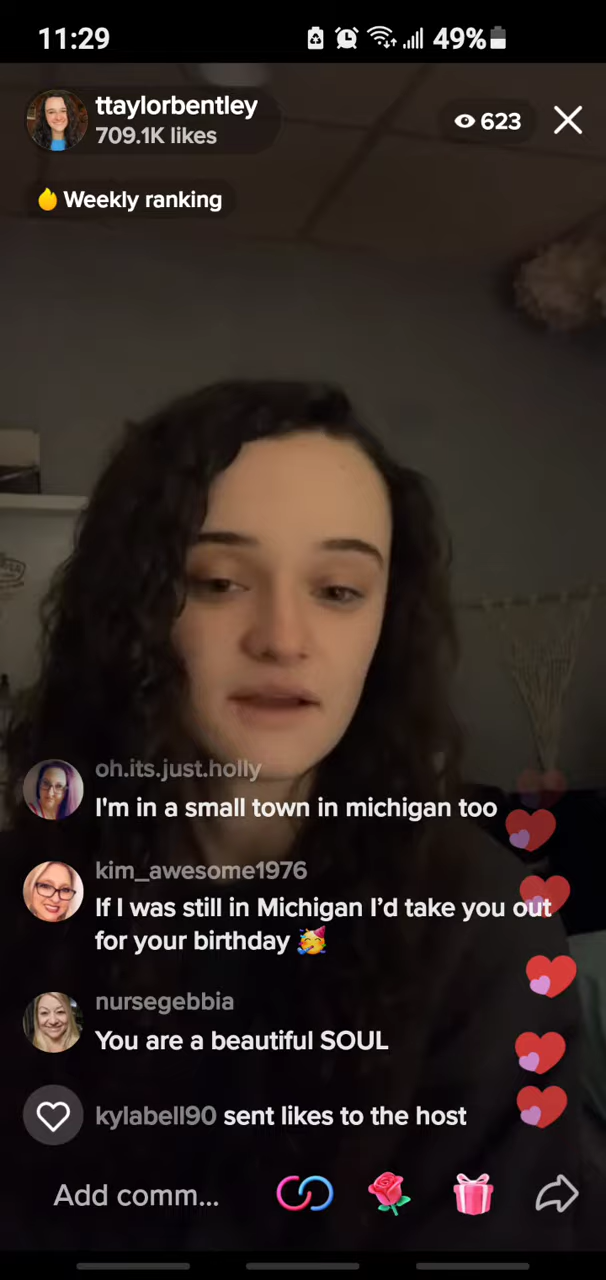 11:29
49%
ttaylorbentley
709.1K likes
623
Weekly ranking
oh.its.just.holly
I'm in a small town in michigan too
kim_awesome1976
If I was still in Michigan I’d take you out
for your birthday 🥳
nursegebbia
You are a beautiful SOUL
kylabell90 sent likes to the host
Add comm...